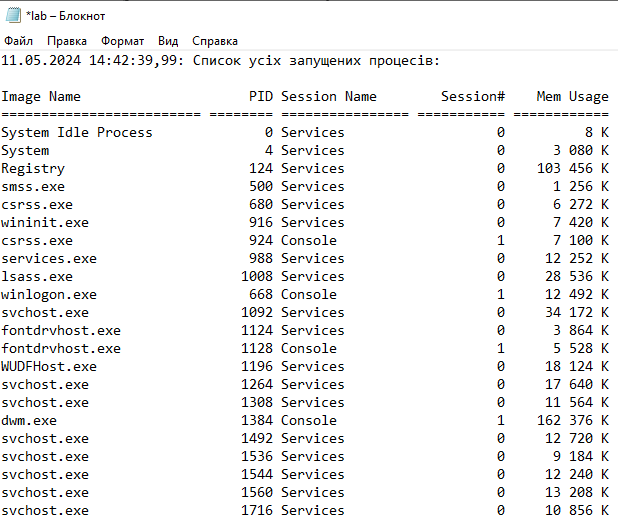 *lab – Блокнот
Файл Правка Формат Вид Справка
11.05.2024 14:42:39,99: Список усіх запущених процесів:
Image Name                     PID Session Name        Session#    Mem Usage
========================= ======== ================ =========== ============
System Idle Process              0 Services                   0          8 K
System                           4 Services                   0      3 080 K
Registry                       124 Services                   0    103 456 K
smss.exe                       500 Services                   0      1 256 K
csrss.exe                      680 Services                   0      6 272 K
wininit.exe                    916 Services                   0      7 420 K
csrss.exe                      924 Console                    1      7 100 K
services.exe                   988 Services                   0     12 252 K
lsass.exe                     1008 Services                   0     28 536 K
winlogon.exe                   668 Console                    1     12 492 K
svchost.exe                   1092 Services                   0     34 172 K
fontdrvhost.exe               1124 Services                   0      3 864 K
fontdrvhost.exe               1128 Console                    1      5 528 K
WUDFHost.exe                  1196 Services                   0     18 124 K
svchost.exe                   1264 Services                   0     17 640 K
svchost.exe                   1308 Services                   0     11 564 K
dwm.exe                       1384 Console                    1    162 376 K
svchost.exe                   1492 Services                   0     12 720 K
svchost.exe                   1536 Services                   0      9 184 K
svchost.exe                   1544 Services                   0     12 240 K
svchost.exe                   1560 Services                   0     13 208 K
svchost.exe                   1716 Services                   0     10 856 K